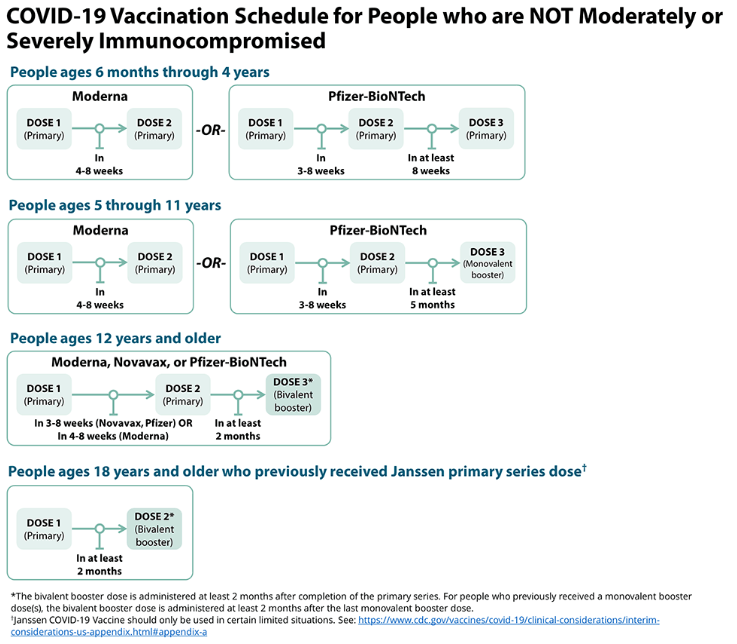 COVID-19 Vaccination Schedule for People who are NOT Moderately or
Severely Immunocompromised
People ages 6 months through 4 years
Moderna
DOSE 1
(Primary)
DOSE 2
(Primary)
In
4-8 weeks
-OR-
Pfizer-BioNTech
DOSE 1
(Primary)
DOSE 2
(Primary)
DOSE 3
(Primary)
In
3-8 weeks
In at least
8 weeks
People ages 5 through 11 years
Moderna
DOSE 1
(Primary)
DOSE 2
(Primary)
In
4-8 weeks
-OR-
Pfizer-BioNTech
DOSE 1
(Primary)
DOSE 2
(Primary)
DOSE 3
(Monovalent
booster)
In
3-8 weeks
In at least
5 months
People ages 12 years and older
Moderna, Novavax, or Pfizer-BioNTech
DOSE 1
(Primary)
DOSE 2
(Primary)
DOSE 3*
(Bivalent
booster)
In 3-8 weeks (Novavax, Pfizer) OR
In 4-8 weeks (Moderna)
In at least
2 months
People ages 18 years and older who previously received Janssen primary series dose†
DOSE 1
(Primary)
DOSE 2*
(Bivalent
booster)
In at least
2 months
*The bivalent booster dose is administered at least 2 months after completion of the primary series. For people who previously received a monovalent booster
dose(s), the bivalent booster dose is administered at least 2 months after the last monovalent booster dose.
†Janssen COVID-19 Vaccine should only be used in certain limited situations. See: https://www.cdc.gov/vaccines/covid-19/clinical-considerations/interim-
considerations-us-appendix.html#appendix-a